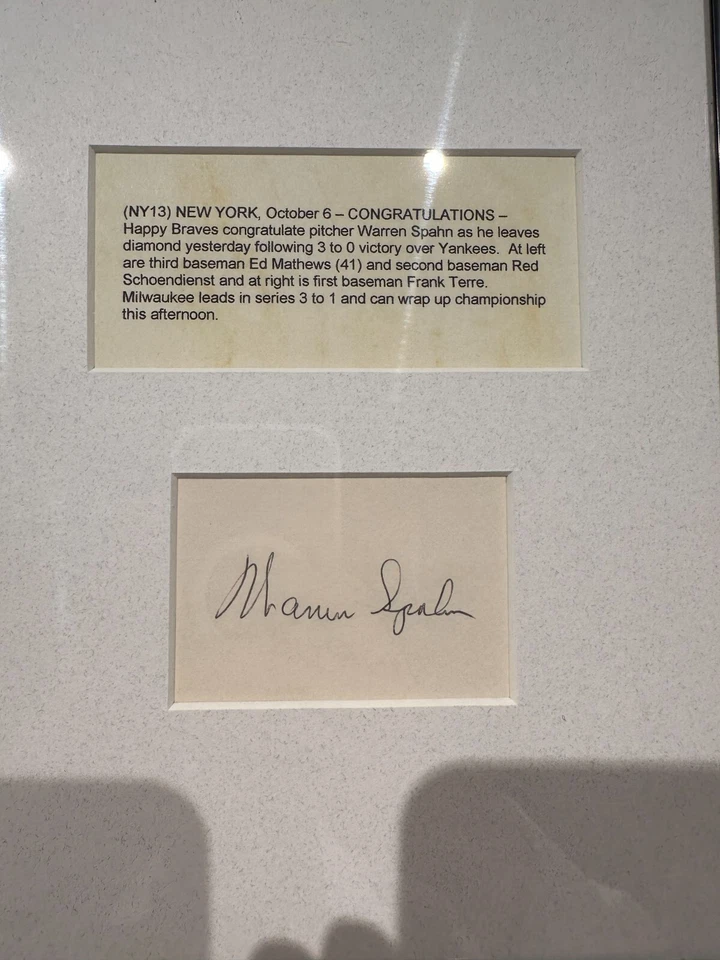 (NY13) NEW YORK, October 6 – CONGRATULATIONS –
Happy Braves congratulate pitcher Warren Spahn as he leaves
diamond yesterday following 3 to 0 victory over Yankees. At left
are third baseman Ed Mathews (41) and second baseman Red
Schoendienst and at right is first baseman Frank Terre.
Milwaukee leads in series 3 to 1 and can wrap up championship
this afternoon.
Warren Spahn